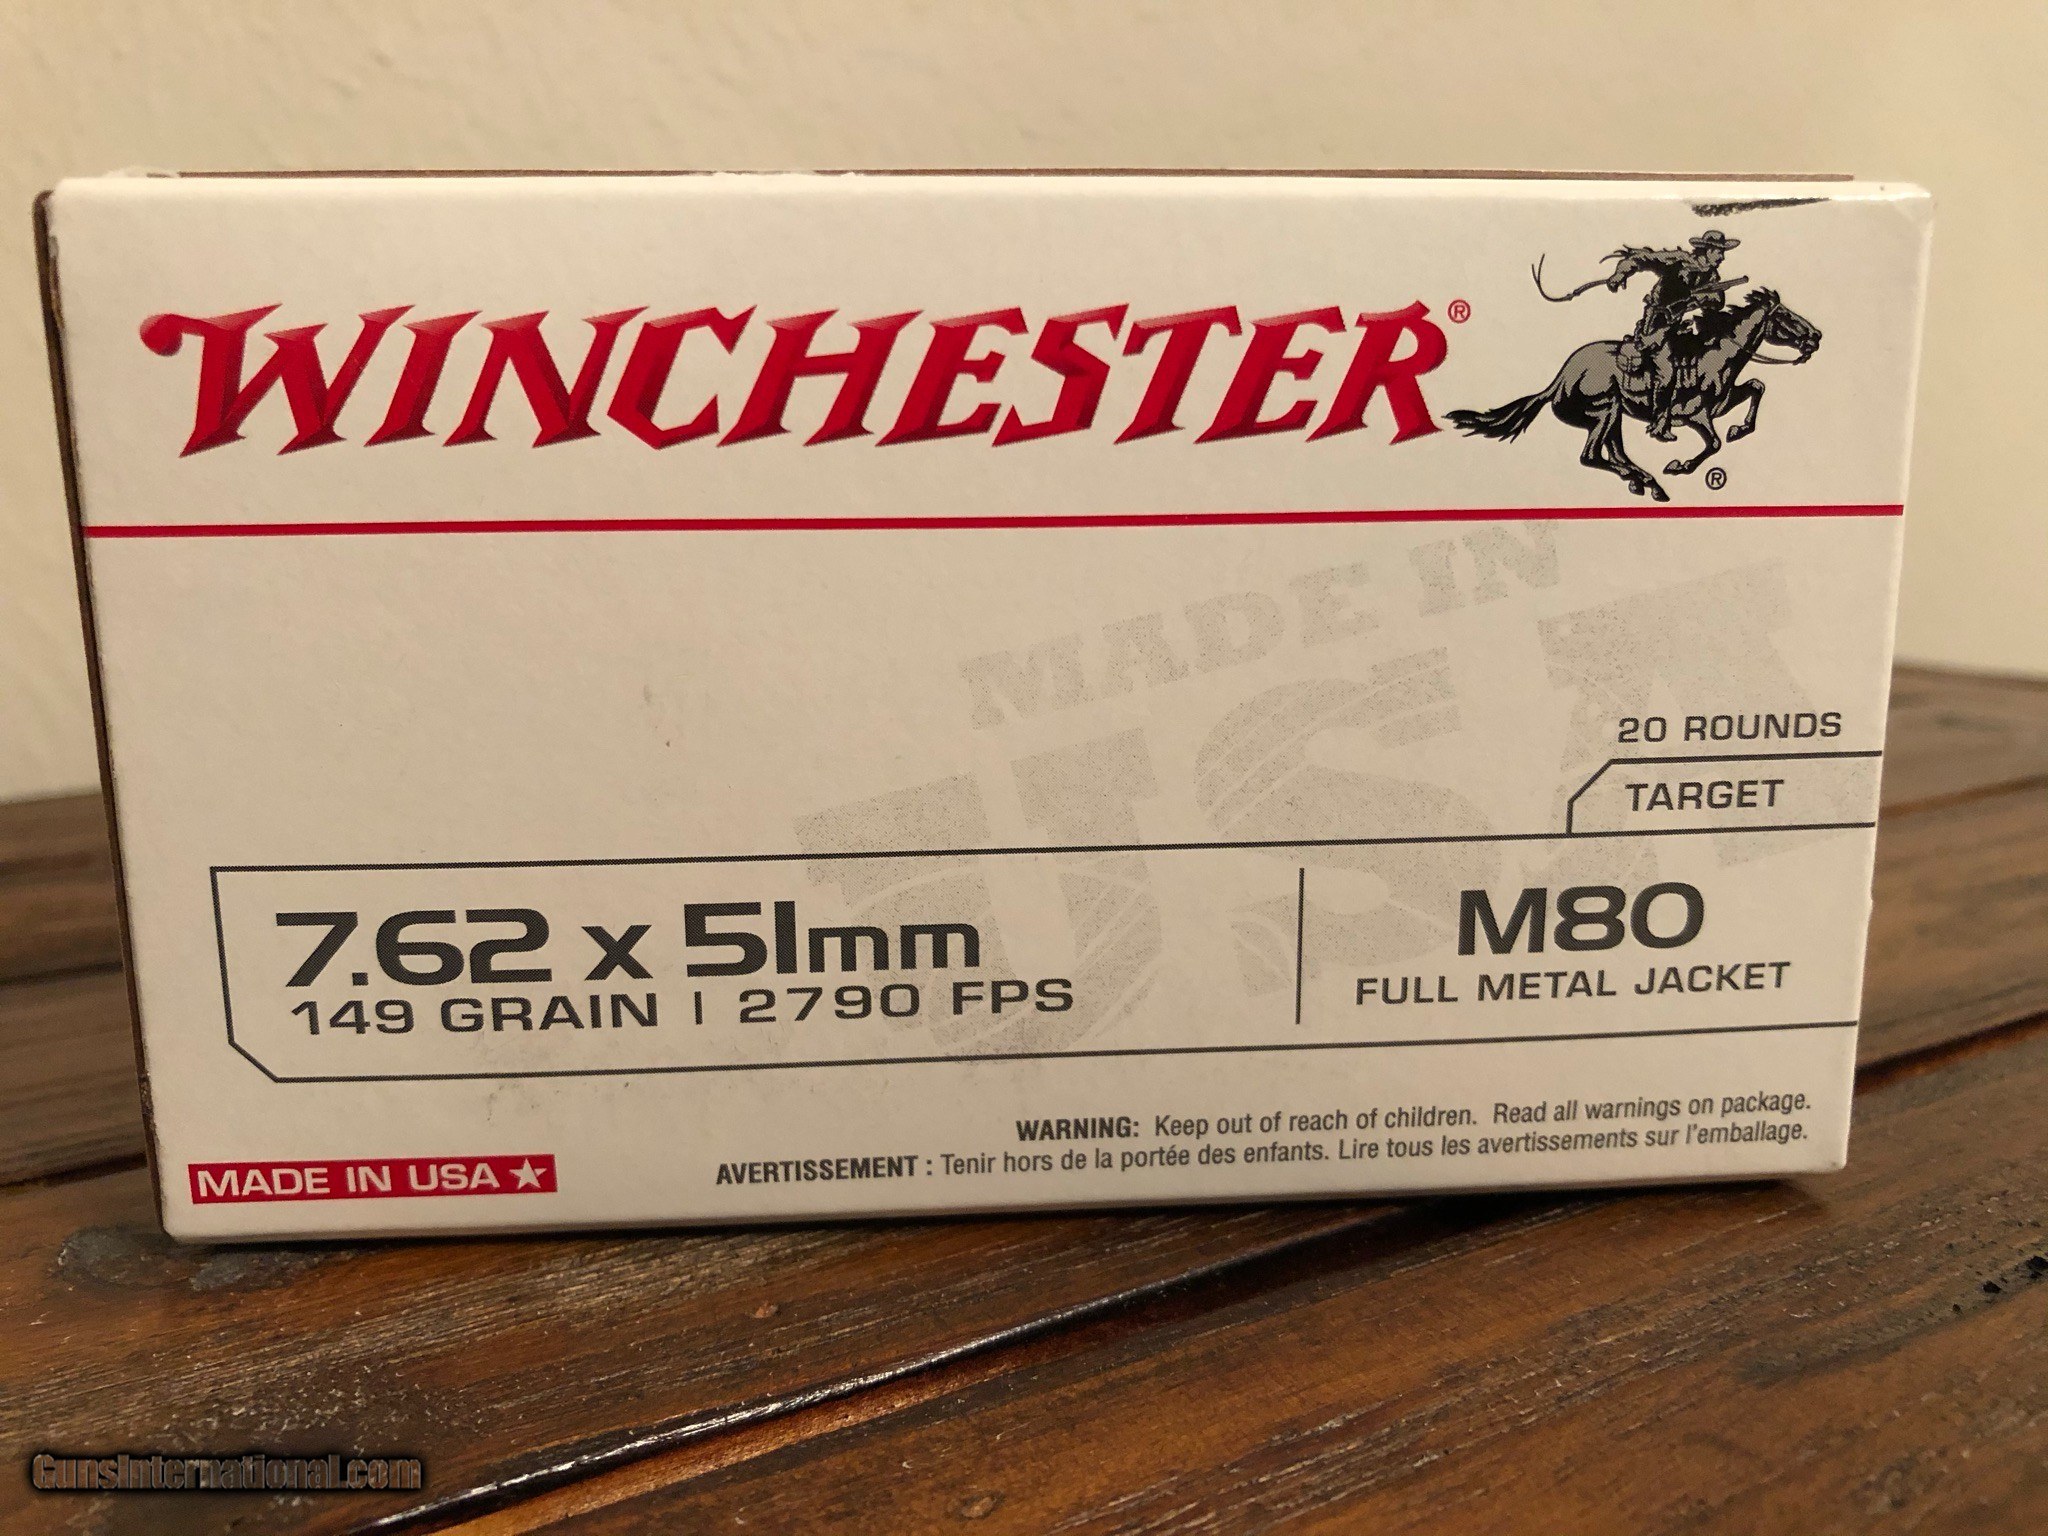 WINCHESTER®
®
MADE IN
USA
20 ROUNDS
TARGET
7.62 x 51mm
149 GRAIN | 2790 FPS
M80
FULL METAL JACKET
WARNING: Keep out of reach of children. Read all warnings on package.
AVERTISSEMENT : Tenir hors de la portée des enfants. Lire tous les avertissements sur l'emballage.
MADE IN USA ★
GunsInternational.com